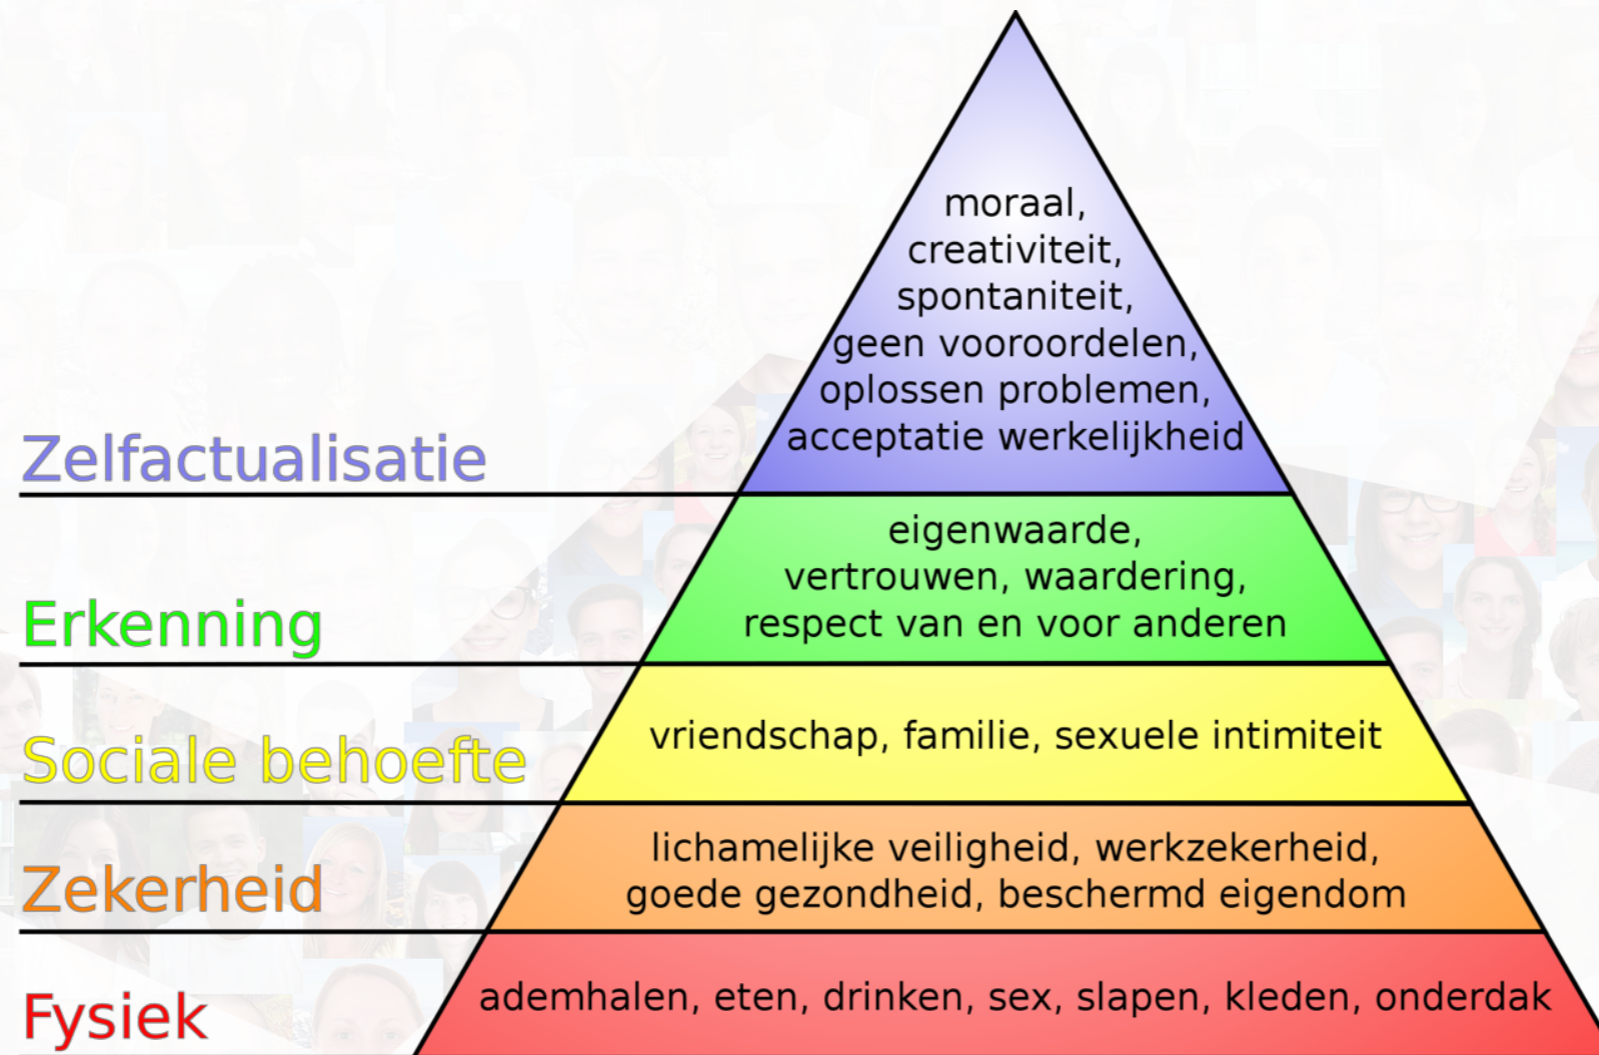 moraal,
creativiteit,
spontaniteit,
geen vooroordelen,
oplossen problemen,
acceptatie werkelijkheid
Zelfactualisatie
eigenwaarde,
vertrouwen, waardering,
respect van en voor anderen
Erkenning
vriendschap, familie, sexuele intimiteit
Sociale behoefte
lichamelijke veiligheid, werkzekerheid,
goede gezondheid, beschermd eigendom
Zekerheid
ademhalen, eten, drinken, sex, slapen, kleden, onderdak
Fysiek